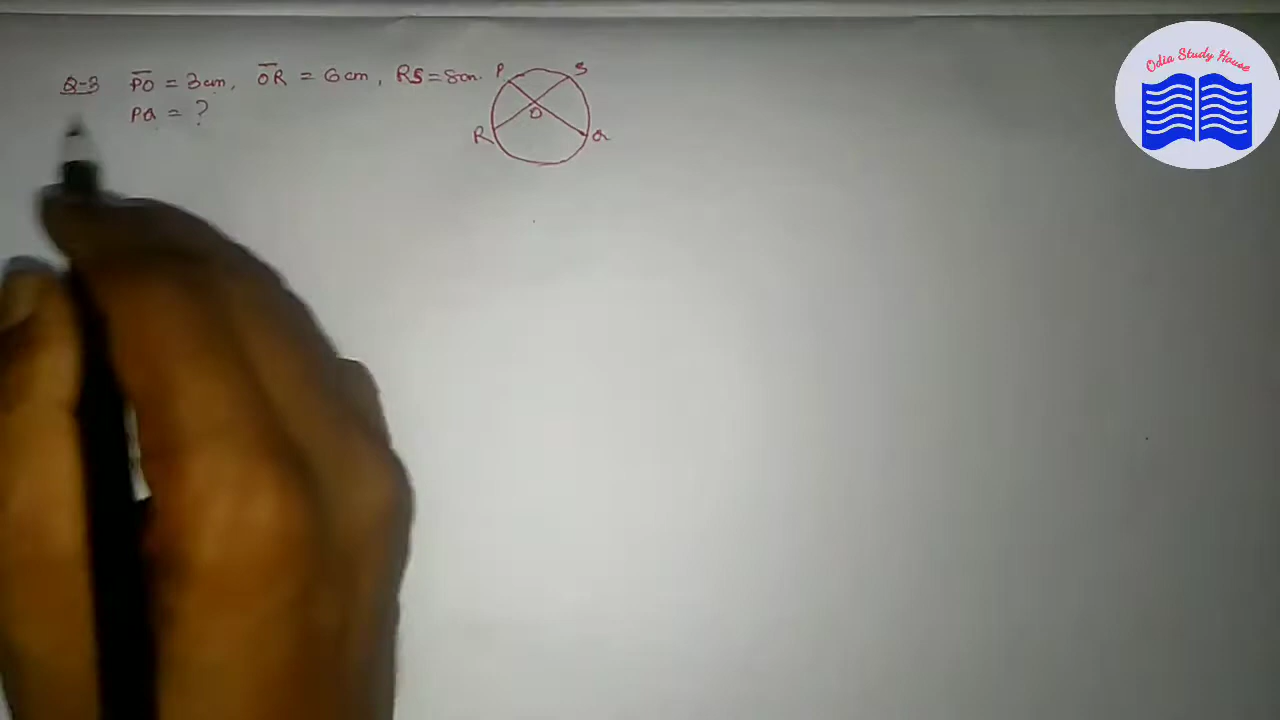 Q-3 PO = 3cm, OR = 6cm, RS = 8cm.
PQ = ?
P
S
O
R
Q
Odia Study House